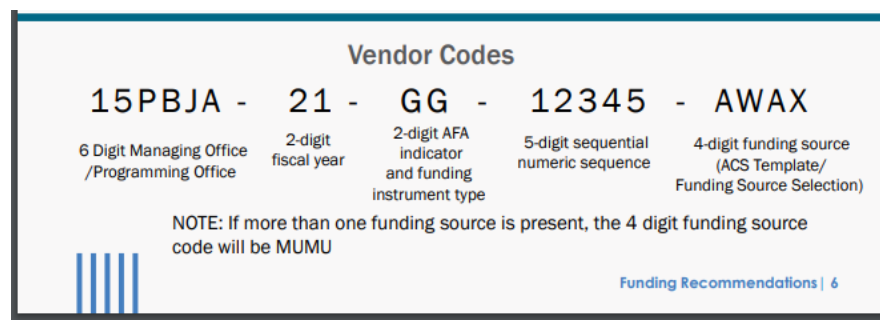 Vendor Codes
15PBJA - 21 - GG - 12345 - AWAX
6 Digit Managing Office
/Programming Office
2-digit
fiscal year
2-digit AFA
indicator
and funding
instrument type
5-digit sequential
numeric sequence
4-digit funding source
(ACS Template/
Funding Source Selection)
NOTE: If more than one funding source is present, the 4 digit funding source
code will be MUMU
Funding Recommendations| 6